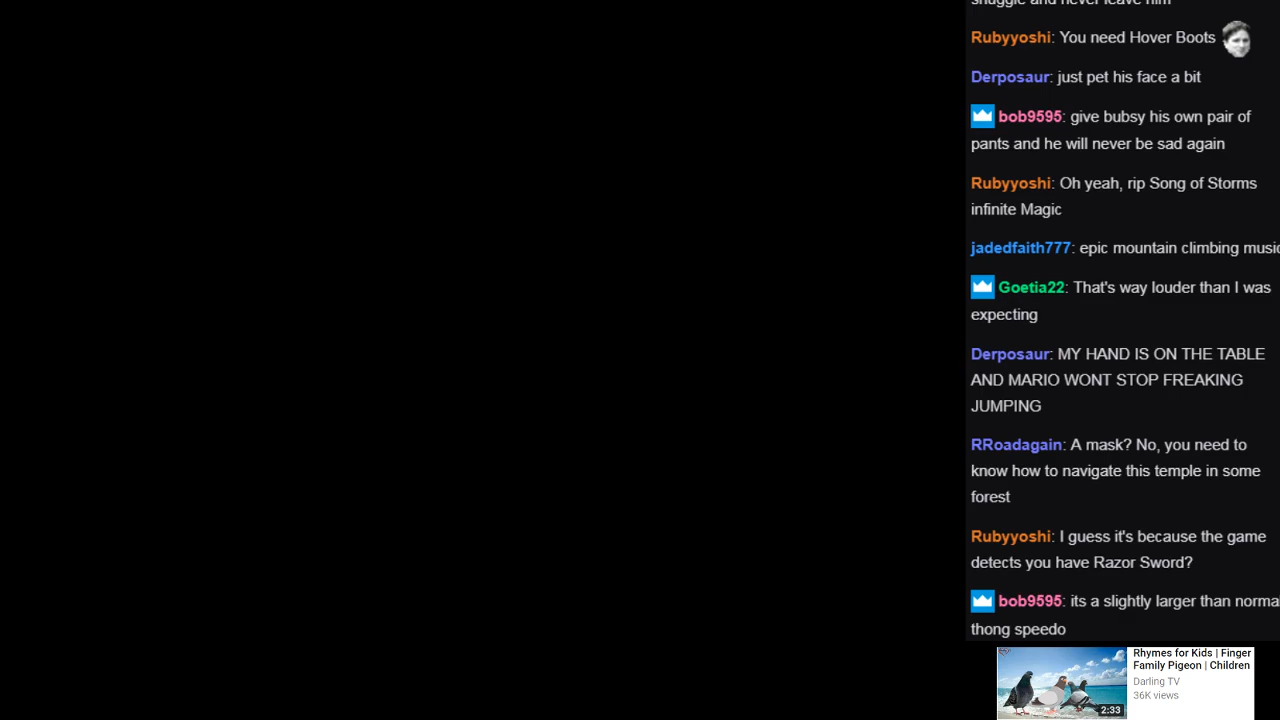 snuggle and never leave him
Rubyyoshi: You need Hover Boots
Derposaur: just pet his face a bit
bob9595: give bubsy his own pair of
pants and he will never be sad again
Rubyyoshi: Oh yeah, rip Song of Storms
infinite Magic
jadedfaith777: epic mountain climbing music
Goetia22: That's way louder than I was
expecting
Derposaur: MY HAND IS ON THE TABLE
AND MARIO WONT STOP FREAKING
JUMPING
RRoadagain: A mask? No, you need to
know how to navigate this temple in some
forest
Rubyyoshi: I guess it's because the game
detects you have Razor Sword?
bob9595: its a slightly larger than norma
thong speedo
Rhymes for Kids | Finger
Family Pigeon | Children
Darling TV
36K views
2:33